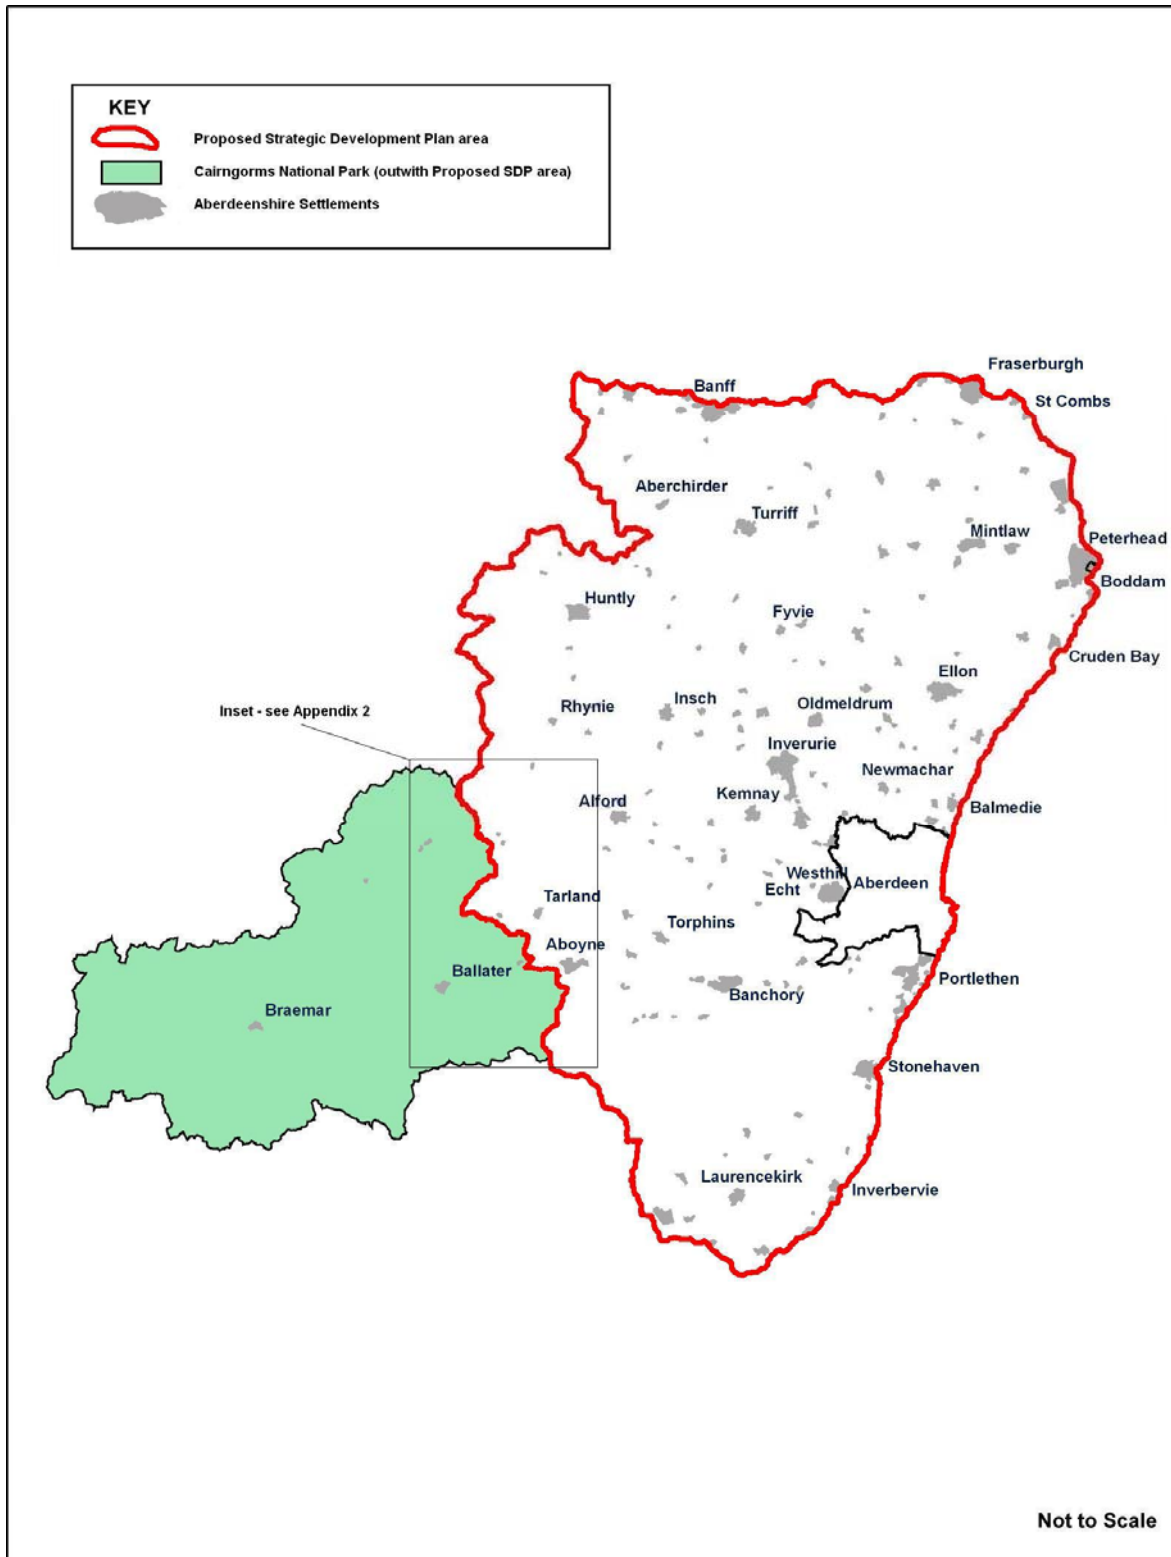 KEY
Proposed Strategic Development Plan area
Cairngorms National Park (outwith Proposed SDP area)
Aberdeenshire Settlements
Fraserburgh
Banff
St Combs
Aberchirder
Turriff
Mintlaw
Peterhead
Boddam
Huntly
Fyvie
Cruden Bay
Ellon
Rhynie
Insch
Oldmeldrum
Inset - see Appendix 2
Inverurie
Newmachar
Alford
Kemnay
Balmedie
Westhill
Aberdeen
Echt
Tarland
Torphins
Aboyne
Ballater
Portlethen
Banchory
Braemar
Stonehaven
Laurencekirk
Inverbervie
Not to Scale